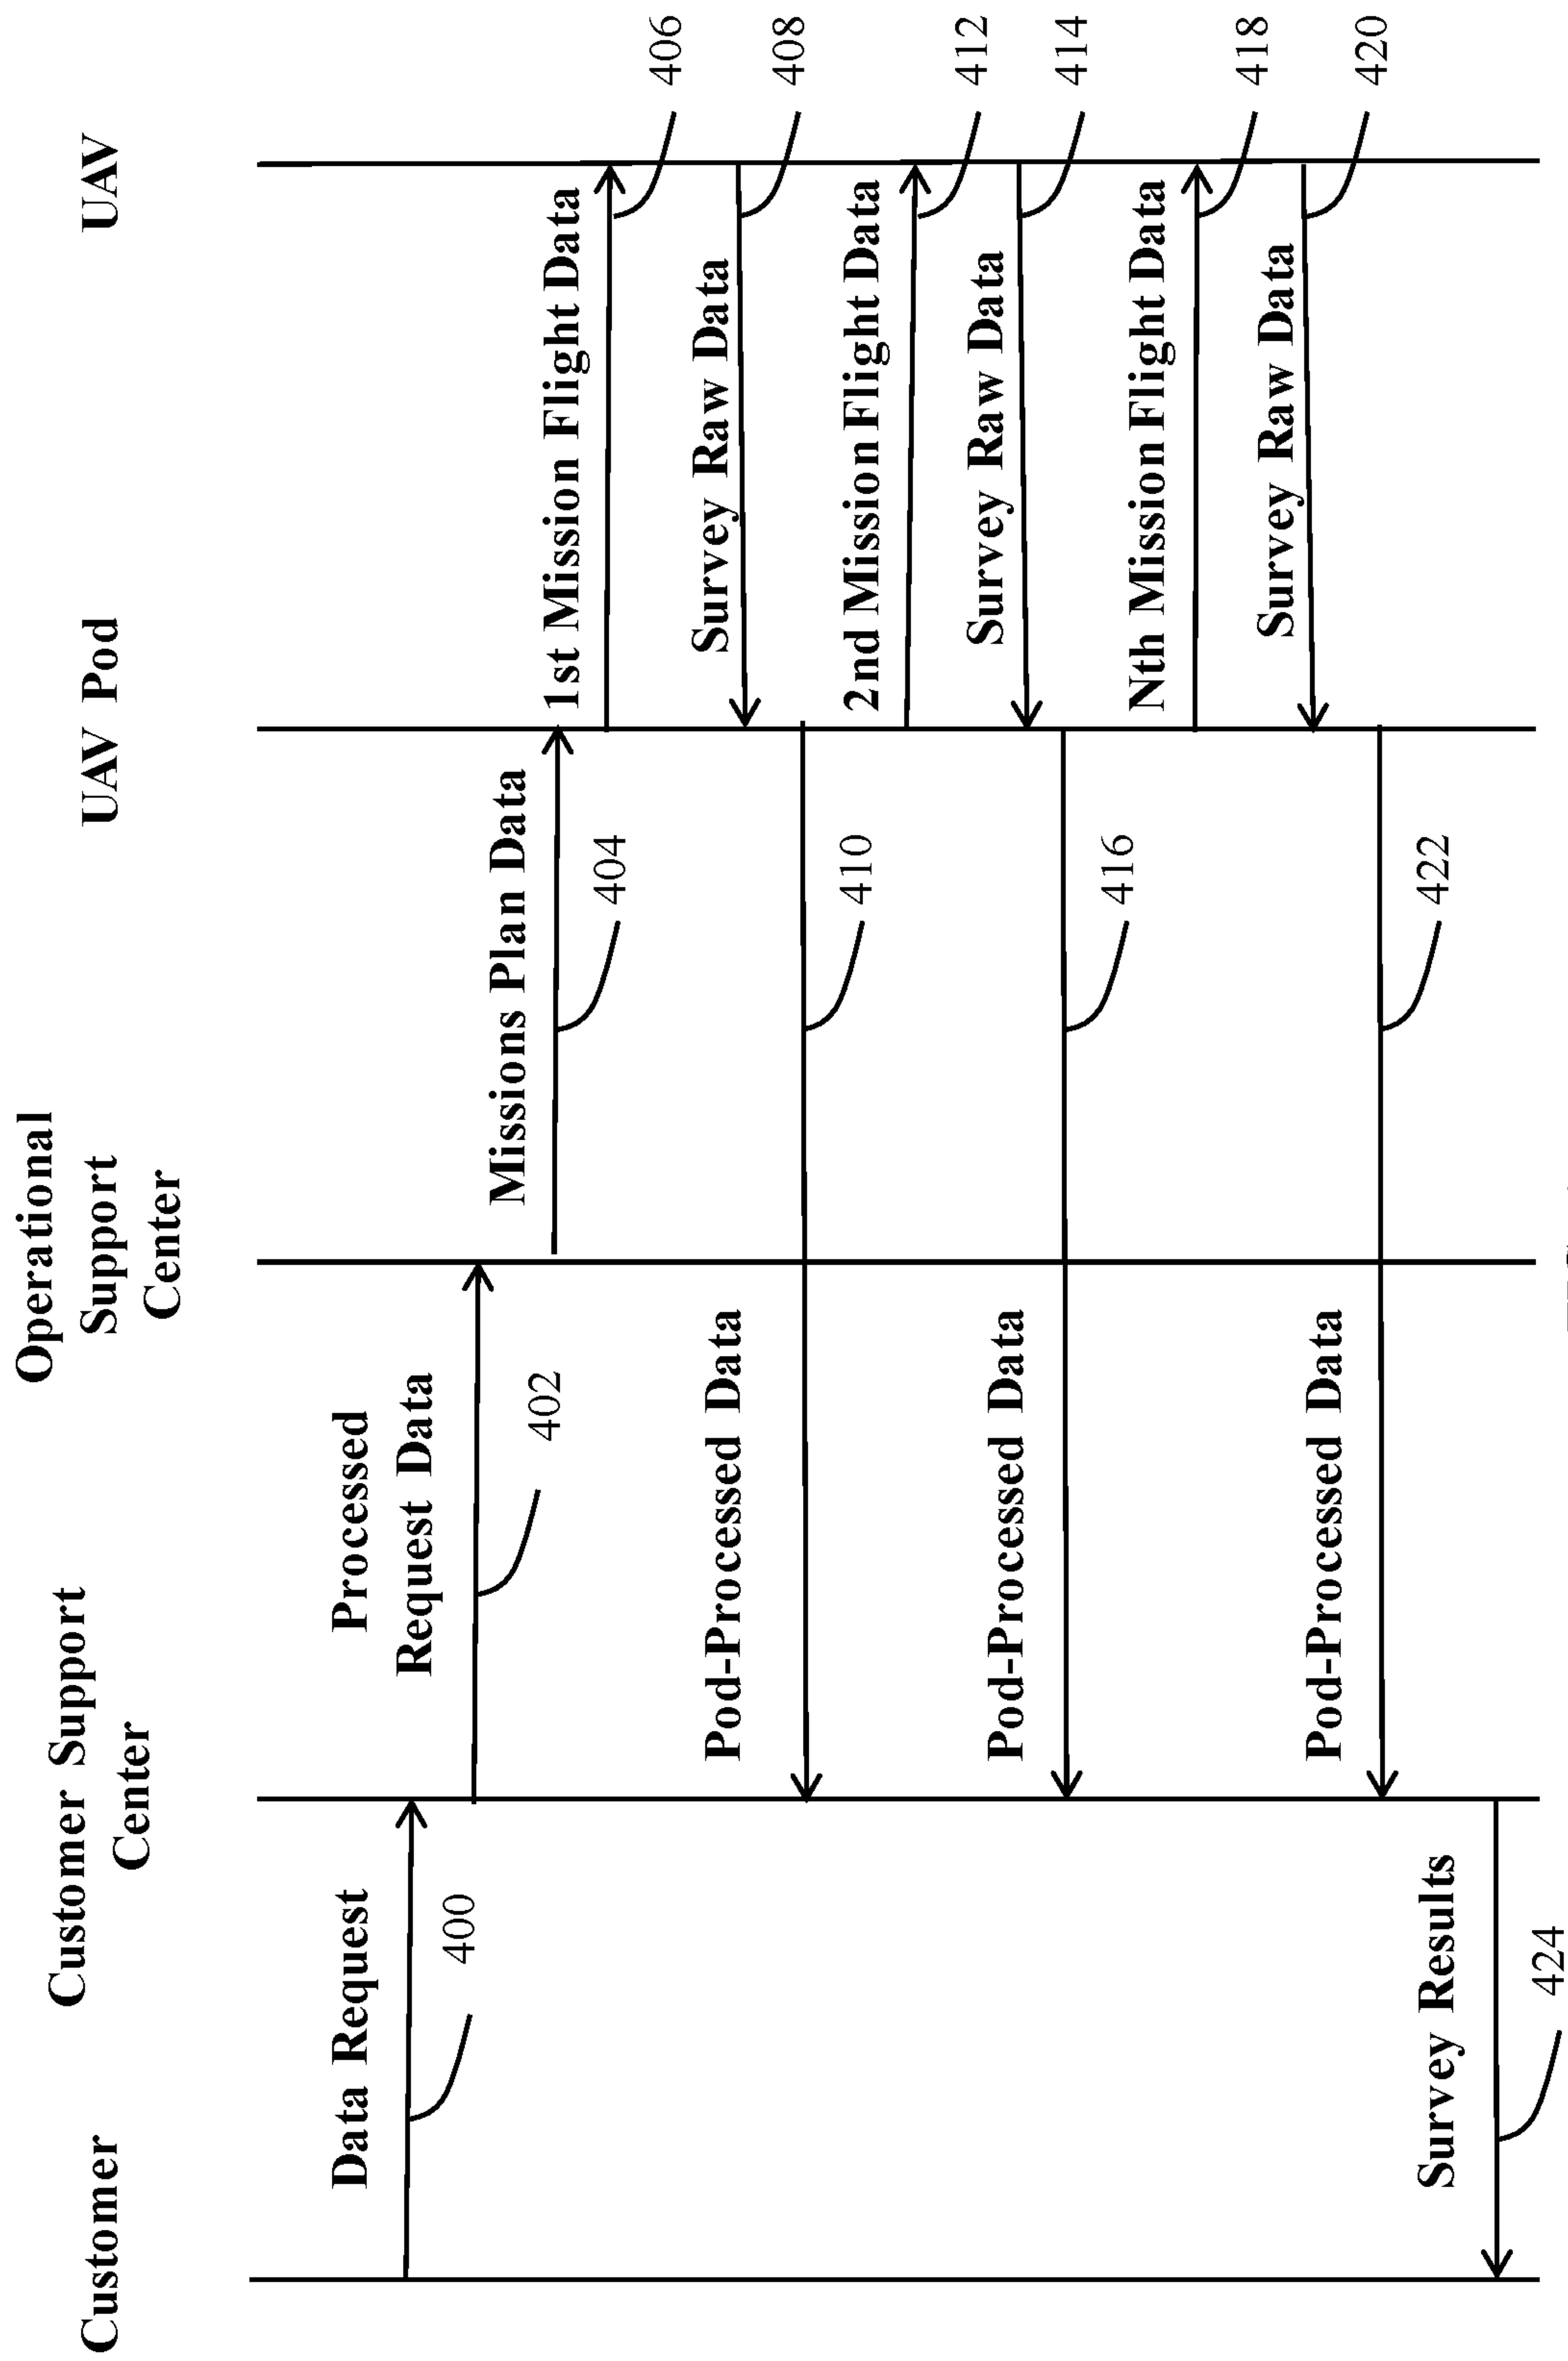 Customer
Customer Support
Center
Operational
Support
Center
UAV Pod
UAV
Data Request
400
Processed
Request Data
402
Missions Plan Data
404
1st Mission Flight Data
406
Survey Raw Data
408
Pod-Processed Data
410
2nd Mission Flight Data
412
Survey Raw Data
414
Pod-Processed Data
416
Nth Mission Flight Data
418
Survey Raw Data
420
Pod-Processed Data
422
Survey Results
424